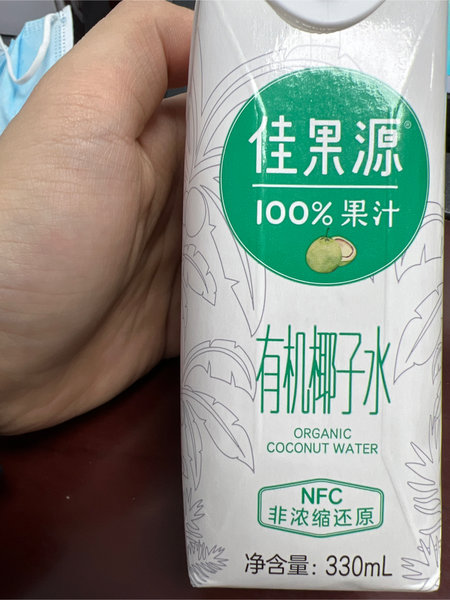 佳果源®
100%果汁
有机椰子水
ORGANIC
COCONUT WATER
NFC
非浓缩还原
净含量: 330mL